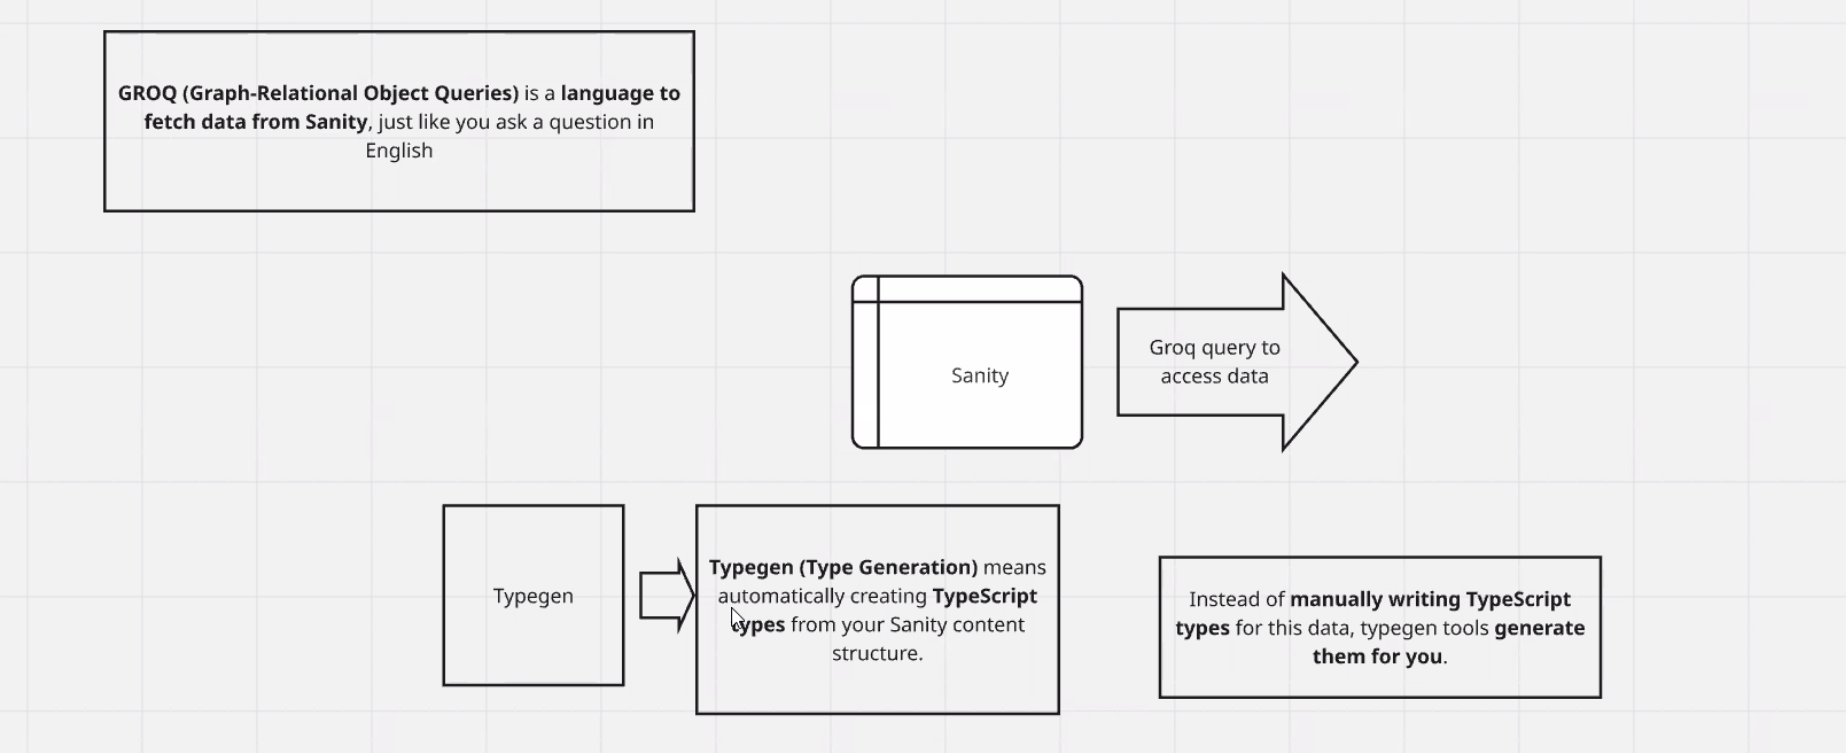 GROQ (Graph-Relational Object Queries) is a language to
fetch data from Sanity, just like you ask a question in
English
Sanity
Groq query to
access data
Typegen
Typegen (Type Generation) means
automatically creating TypeScript
types from your Sanity content
structure.
Instead of manually writing TypeScript
types for this data, typegen tools generate
them for you.